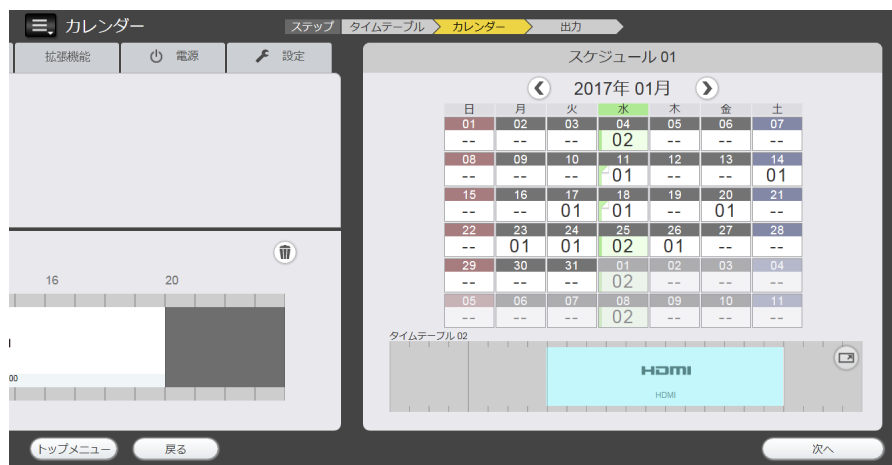 カレンダー
ステップ タイムテーブル カレンダー 出力
拡張機能 電源 設定
16 20
00
スケジュール 01
2017年 01月
日 月 火 水 木 金 土
01 02 03 04 05 06 07
-- -- -- 02 -- -- --
08 09 10 11 12 13 14
-- -- -- 01 -- -- 01
15 16 17 18 19 20 21
-- -- 01 01 -- 01 --
22 23 24 25 26 27 28
-- 01 01 02 01 -- --
29 30 31 01 02 03 04
-- -- -- 02 -- -- --
05 06 07 08 09 10 11
-- -- -- 02 -- -- --
タイムテーブル 02
HDMI
HDMI
トップメニュー 戻る 次へ